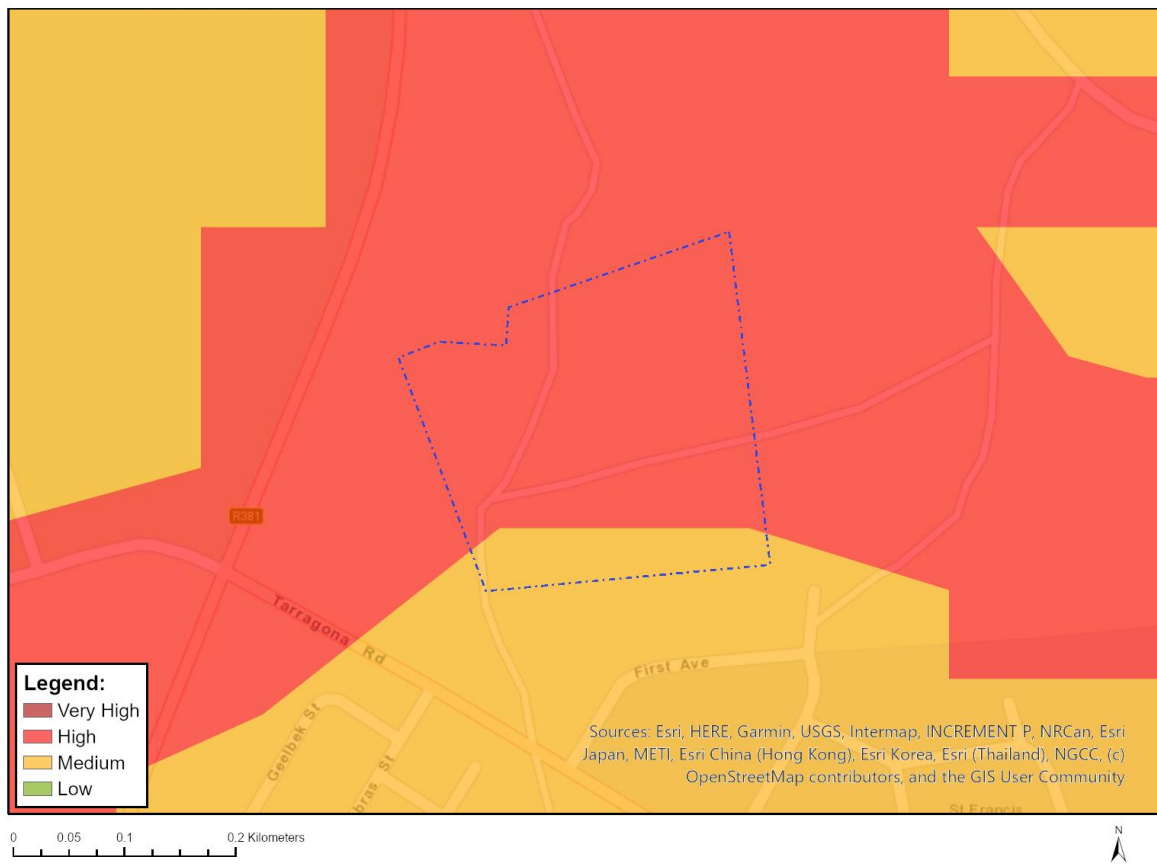 R381
Tarragona Rd
First Ave
Geelbek St
bras St
St Francis
Legend:
Very High
High
Medium
Low
Sources: Esri, HERE, Garmin, USGS, Intermap, INCREMENT P, NRCan, Esri
Japan, METI, Esri China (Hong Kong), Esri Korea, Esri (Thailand), NGCC, (c)
OpenStreetMap contributors, and the GIS User Community
0 0.05 0.1 0.2 Kilometers
N